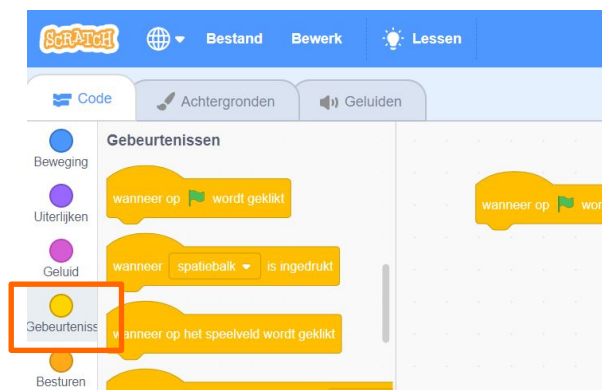 SCRATCH Bestand Bewerk Lessen
Code Achtergronden Geluiden
Gebeurtenissen
Beweging
Uiterlijken
Geluid
Gebeurteniss
Besturen
wanneer op wordt geklikt
wanneer spatiebalk is ingedrukt
wanneer op het speelveld wordt geklikt
wanneer op wor